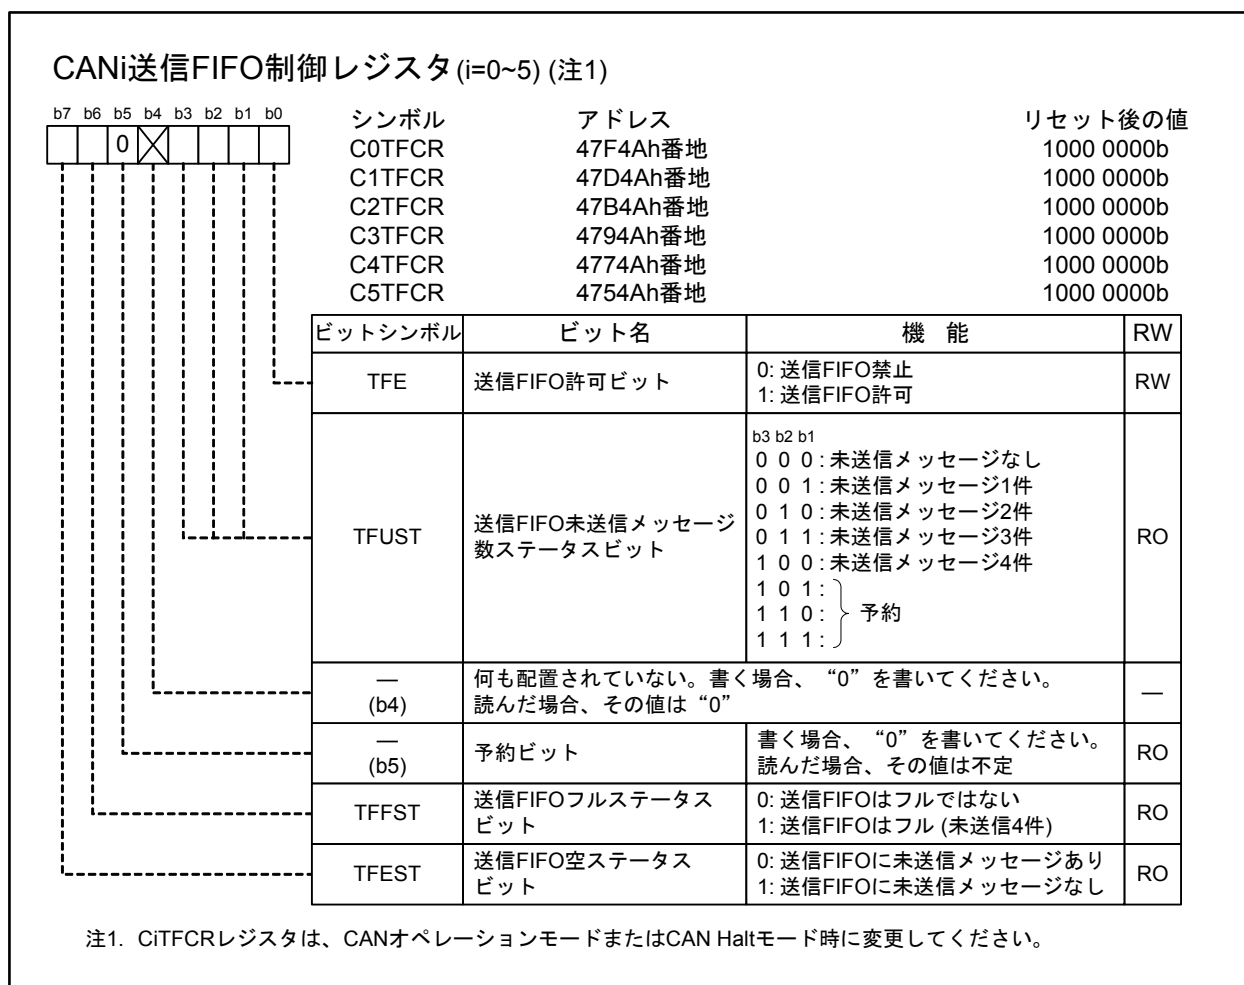 CANi送信FIFO制御レジスタ(i=0~5) (注1)
b7 b6 b5 b4 b3 b2 b1 b0
0
シンボル アドレス リセット後の値
C0TFCR 47F4Ah番地 1000 0000b
C1TFCR 47D4Ah番地 1000 0000b
C2TFCR 47B4Ah番地 1000 0000b
C3TFCR 4794Ah番地 1000 0000b
C4TFCR 4774Ah番地 1000 0000b
C5TFCR 4754Ah番地 1000 0000b
ビットシンボル ビット名 機 能 RW
TFE 送信FIFO許可ビット 0: 送信FIFO禁止 RW
1: 送信FIFO許可
TFUST 送信FIFO未送信メッセージ
数ステータスビット
b3 b2 b1
0 0 0 : 未送信メッセージなし
0 0 1 : 未送信メッセージ1件
0 1 0 : 未送信メッセージ2件
0 1 1 : 未送信メッセージ3件
1 0 0 : 未送信メッセージ4件
1 0 1 :
1 1 0 : 予約
1 1 1 :
RO
—
(b4)
何も配置されていない。書く場合、“0”を書いてください。
読んだ場合、その値は“0”
—
—
(b5)
予約ビット
書く場合、“0”を書いてください。
読んだ場合、その値は不定
RO
TFFST
送信FIFOフルステータス
ビット
0: 送信FIFOはフルではない
1: 送信FIFOはフル (未送信4件)
RO
TFEST
送信FIFO空ステータス
ビット
0: 送信FIFOに未送信メッセージあり
1: 送信FIFOに未送信メッセージなし
RO
注1. CiTFCRレジスタは、CANオペレーションモードまたはCAN Haltモード時に変更してください。